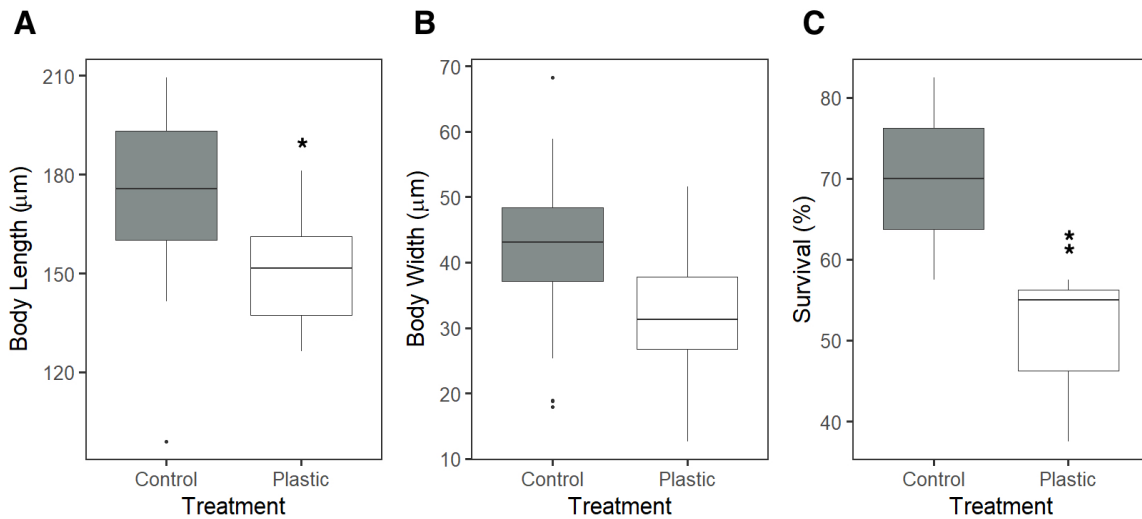 A
Body Length (μm)
210
180
150
120
*
Control
Plastic
Treatment
B
Body Width (μm)
70
60
50
40
30
20
10
Control
Plastic
Treatment
C
Survival (%)
80
70
60
50
40
*
*
Control
Plastic
Treatment